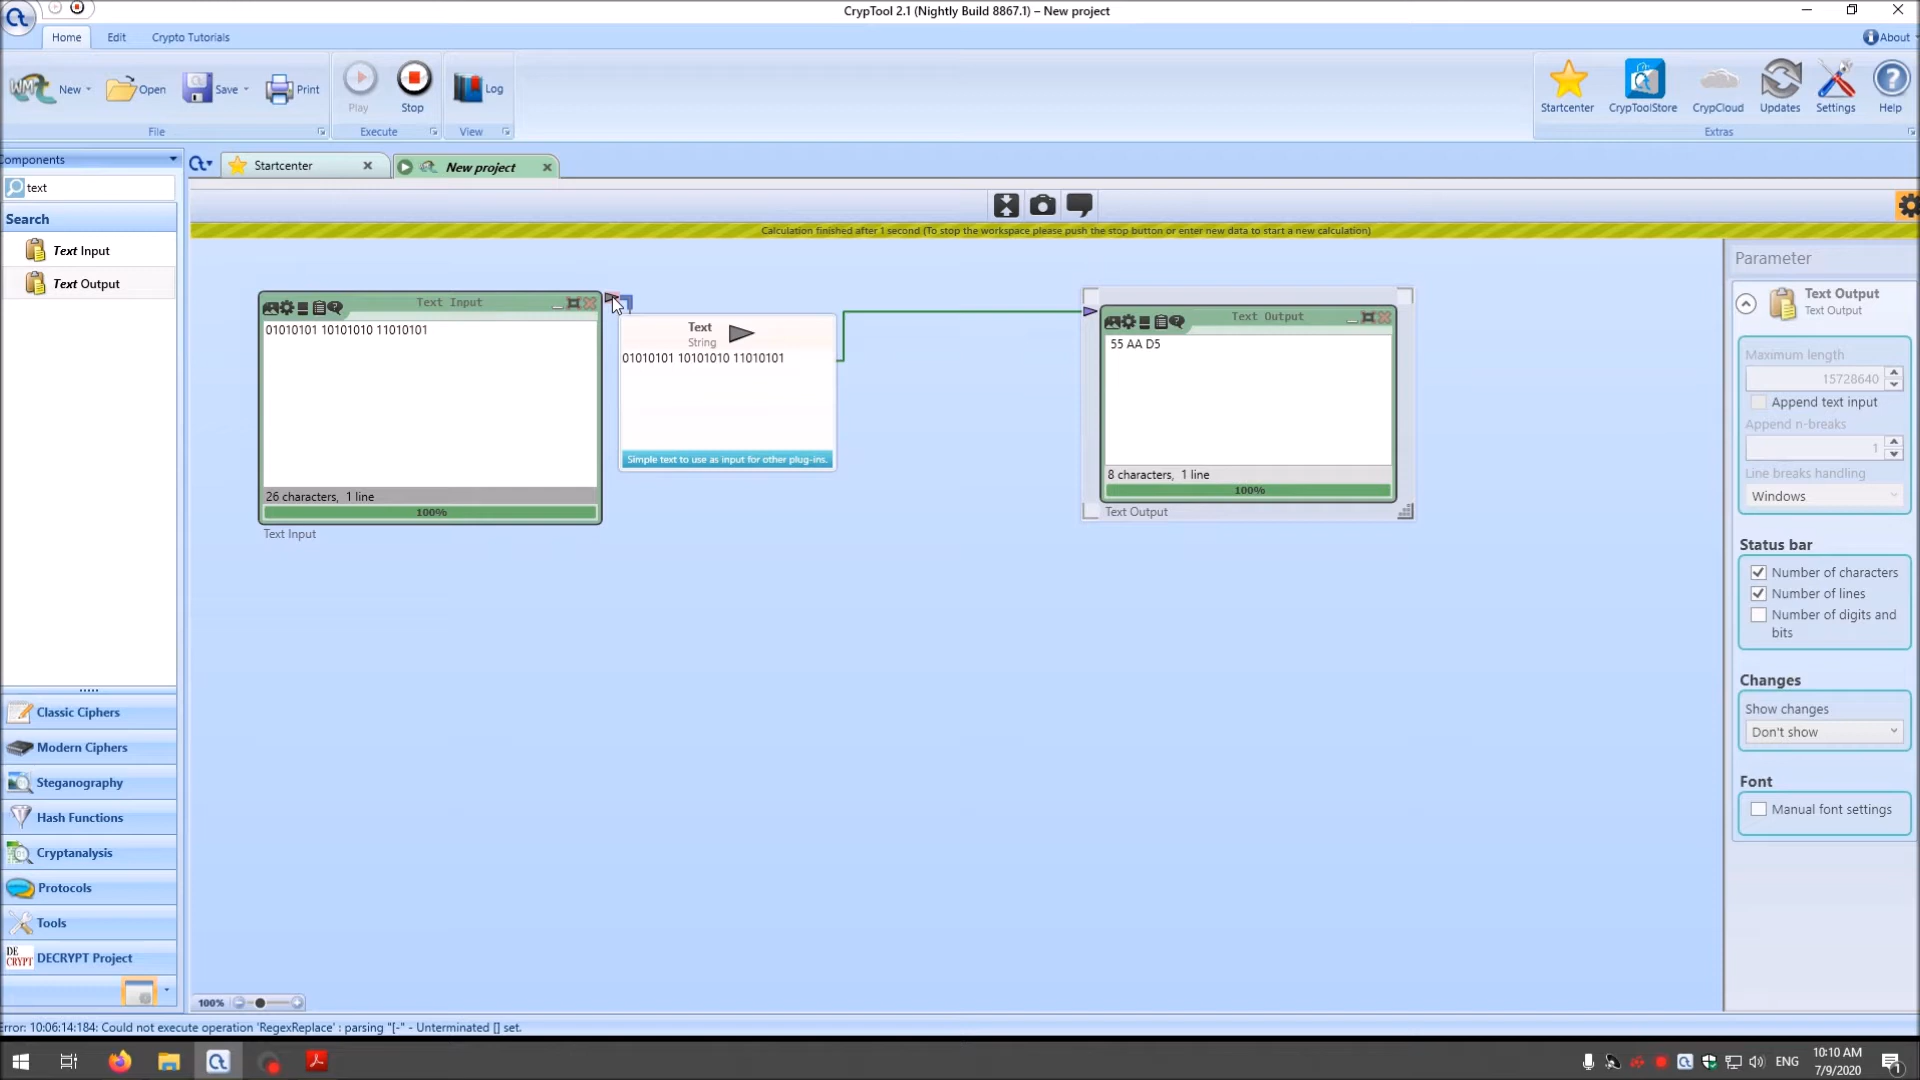 CrypTool 2.1 (Nightly Build 8867.1) – New project
Home
Edit
Crypto Tutorials
About
New
Open
Save
Print
Play
Stop
Log
File
Execute
View
Startcenter
CrypToolStore
CrypCloud
Updates
Settings
Help
Extras
Components
text
Search
Text Input
Text Output
Startcenter
New project
Calculation finished after 1 second (To stop the workspace please push the stop button or enter new data to start a new calculation)
Text Input
01010101 10101010 11010101
26 characters, 1 line
100%
Text Input
Text
String
01010101 10101010 11010101
Simple text to use as input for other plug-ins.
Text Output
55 AA D5
8 characters, 1 line
100%
Text Output
Parameter
Text Output
Text Output
Maximum length
15728640
Append text input
Append n-breaks
1
Line breaks handling
Windows
Status bar
Number of characters
Number of lines
Number of digits and
bits
Changes
Show changes
Don't show
Font
Manual font settings
Classic Ciphers
Modern Ciphers
Steganography
Hash Functions
Cryptanalysis
Protocols
Tools
DE
CRYPT
DECRYPT Project
100%
Error: 10:06:14:184: Could not execute operation 'RegexReplace' : parsing "[-" - Unterminated [] set.
ENG
10:10 AM
7/9/2020